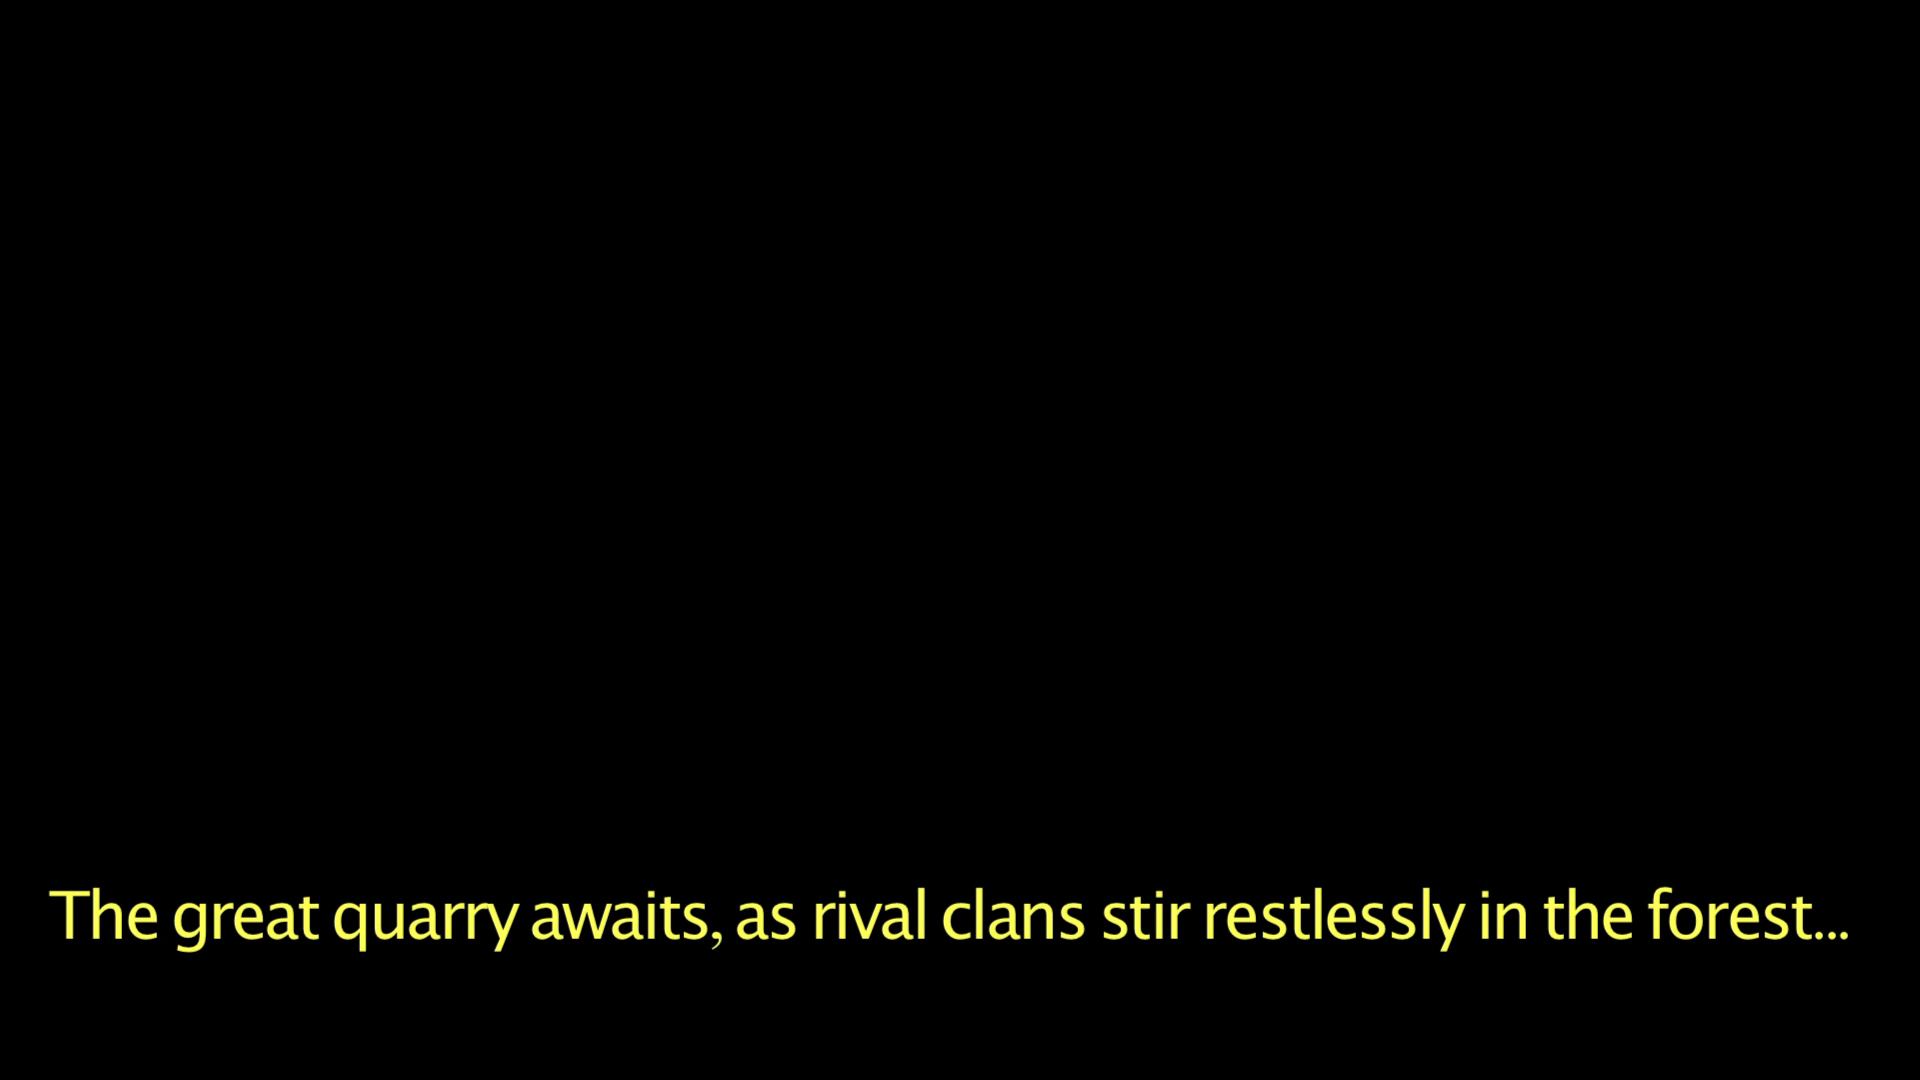 The great quarry awaits, as rival clans stir restlessly in the forest...